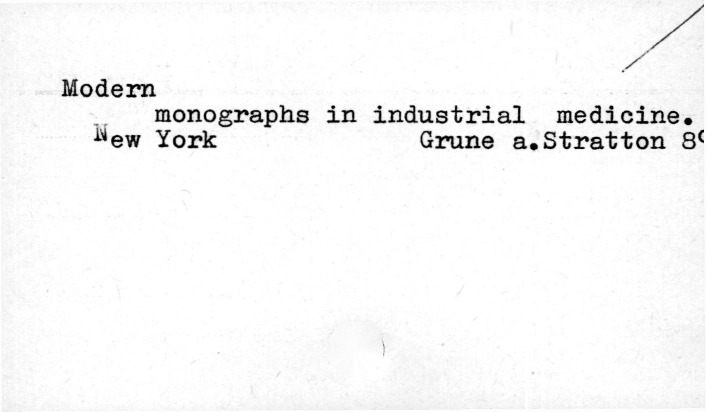 Modern
monographs in industrial medicine.
New York Grune a.Stratton 8°